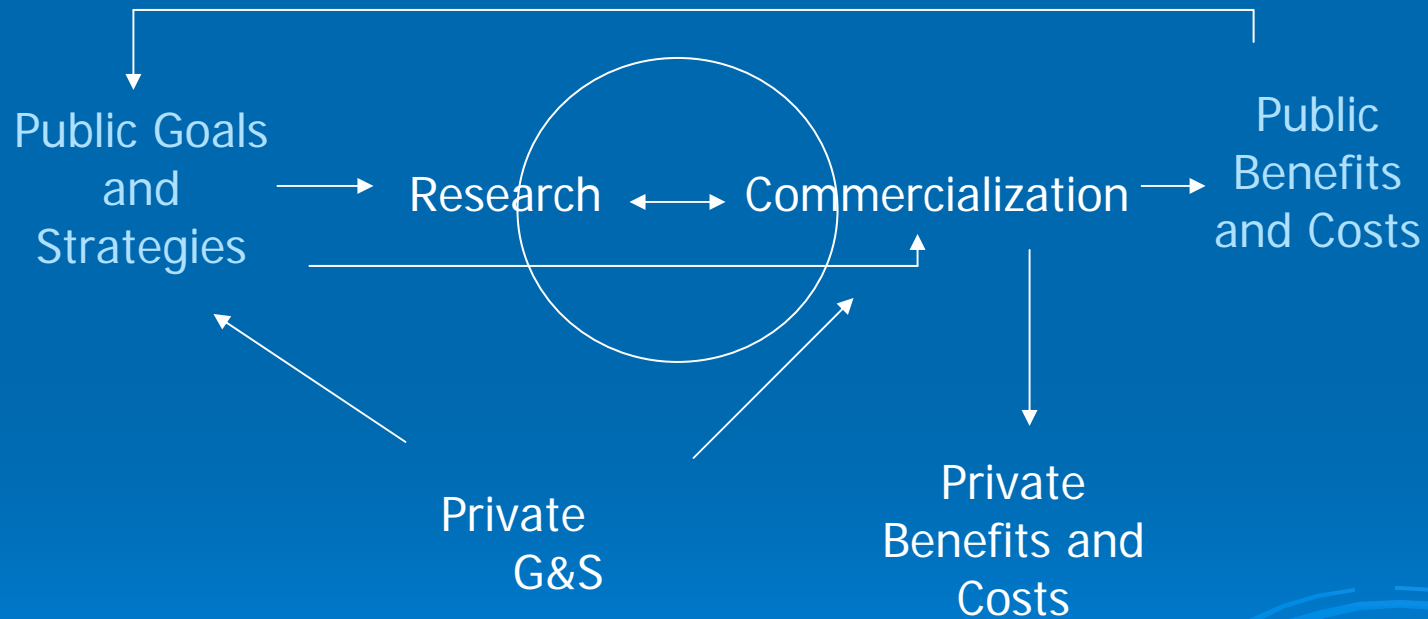 Public Goals
and
Strategies
Research
Commercialization
Public
Benefits
and Costs
Private
G&S
Private
Benefits and
Costs